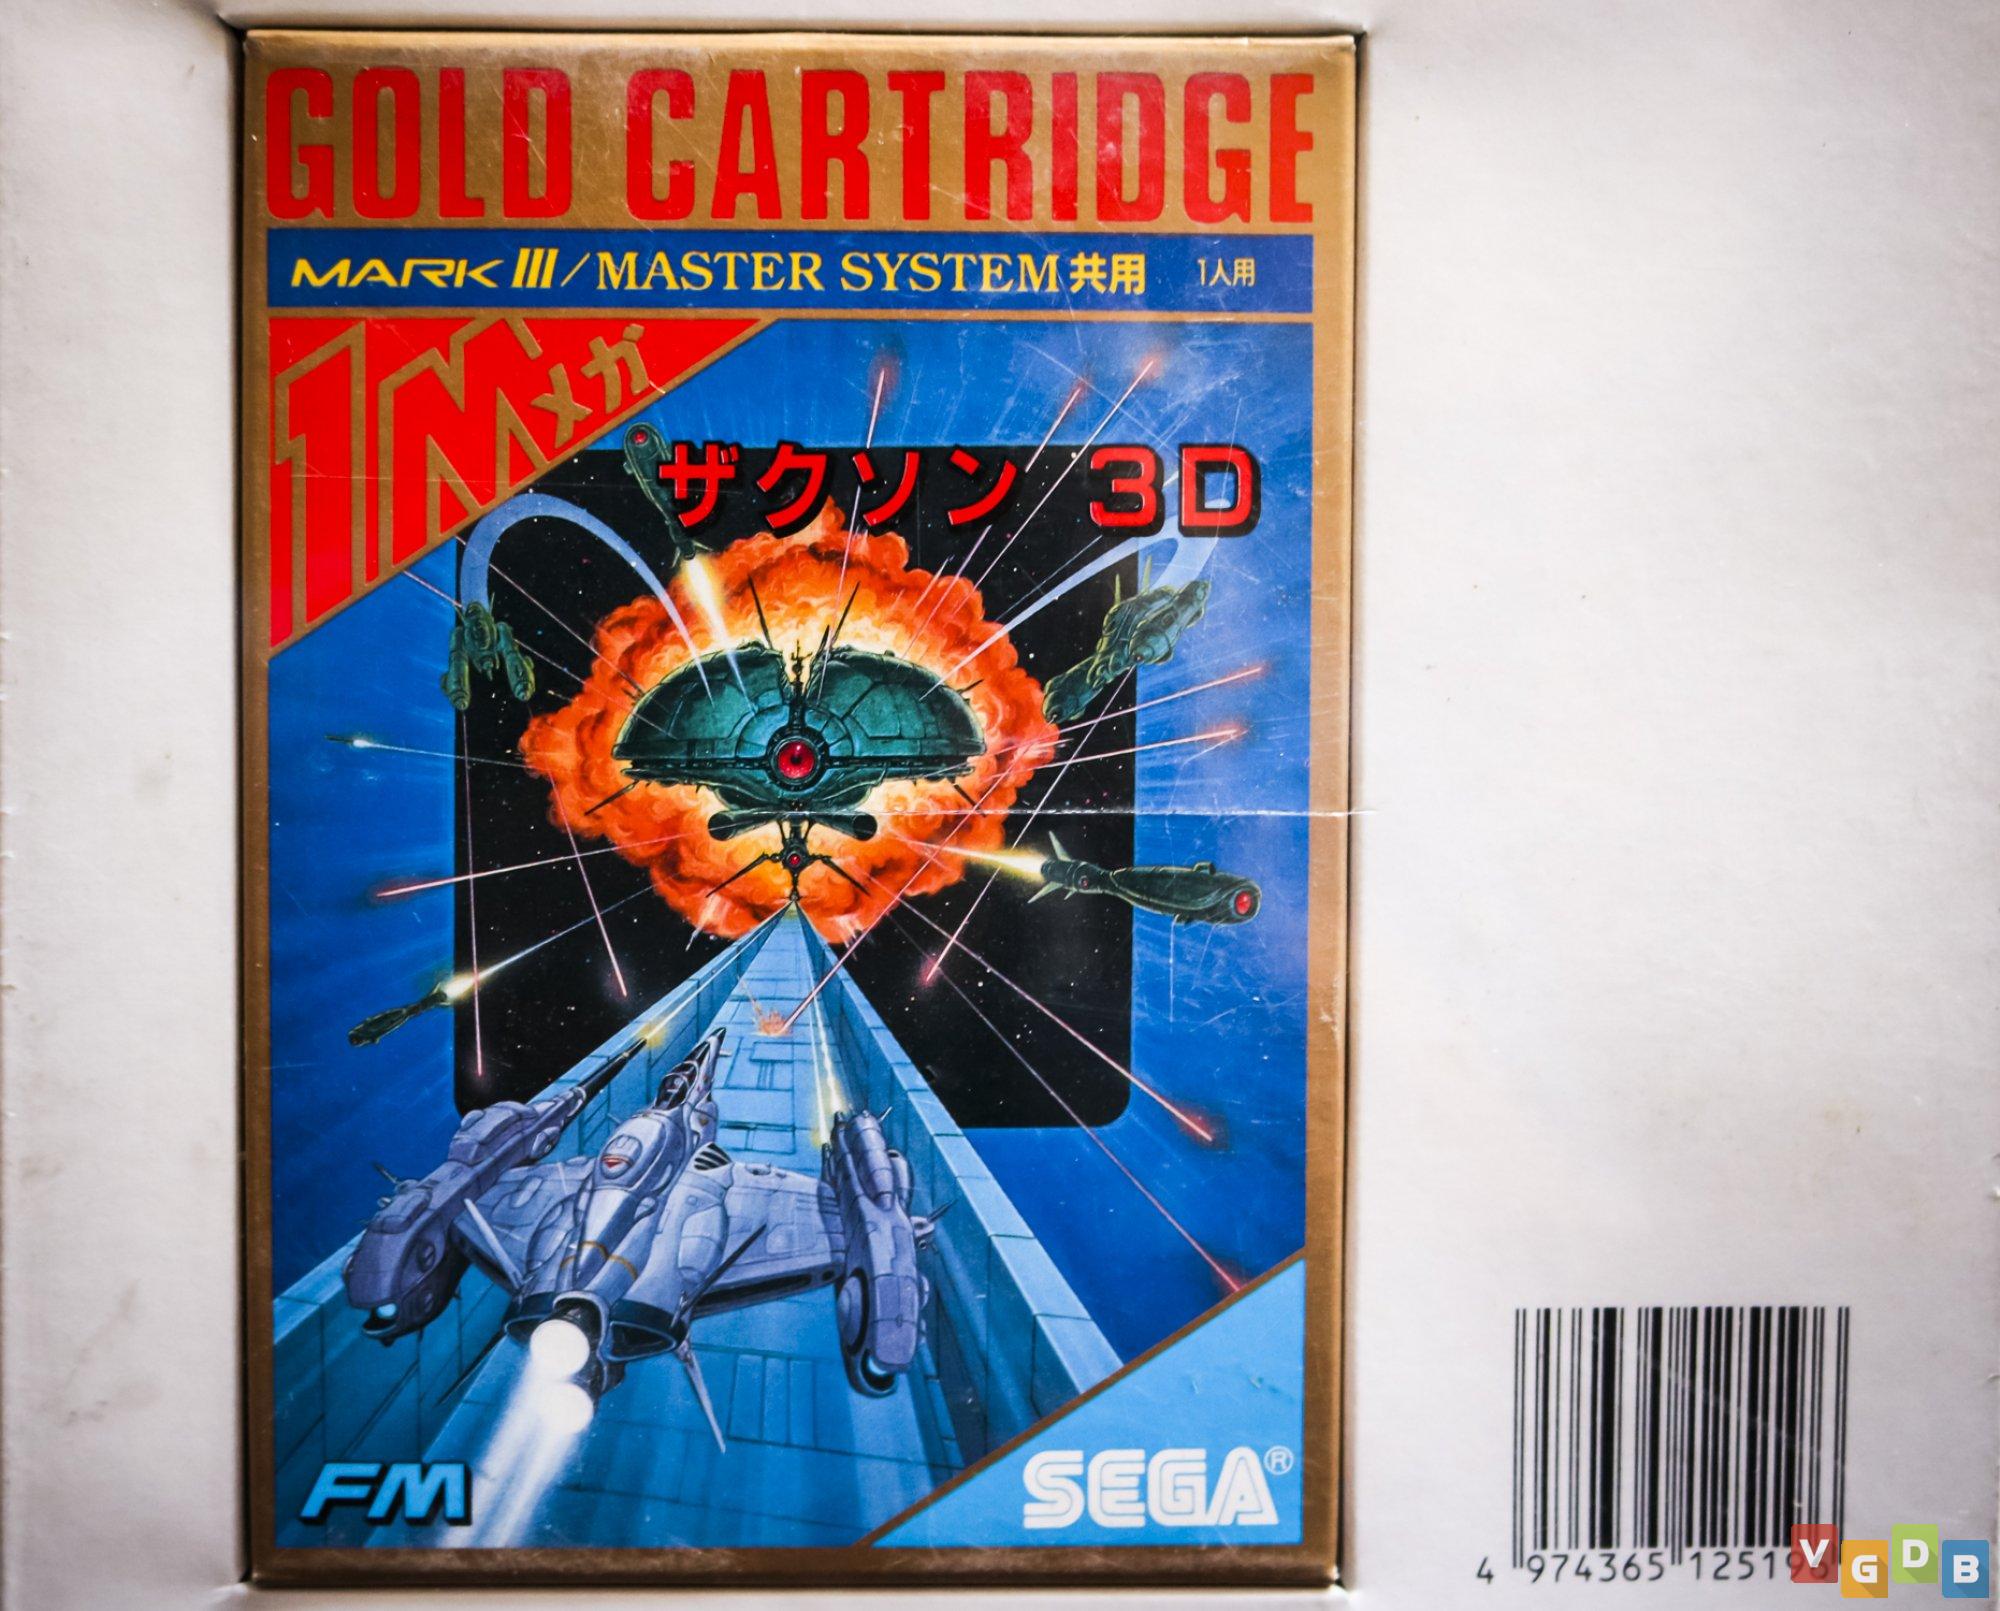 GOLD CARTRIDGE
MARK III/MASTER SYSTEM共用 1人用
1Mメガ
ザクソン 3D
FM
SEGA®
4 974365 125196
VGDB